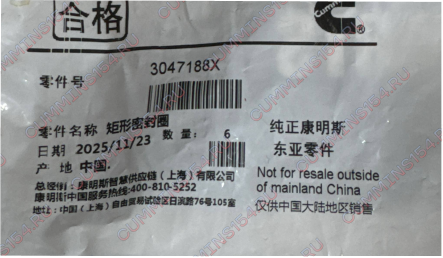 合格
Cummins
零件号 3047188X
零件名称 矩形密封圈
日期 2025/11/23 数量: 6
产 地 中国.
总经销: 康明斯智慧供应链(上海)有限公司
康明斯中国服务热线:400-810-5252
地址: 中国(上海)自由贸易试验区日滨路76号105室
纯正康明斯
东亚零件
Not for resale outside
of mainland China
仅供中国大陆地区销售